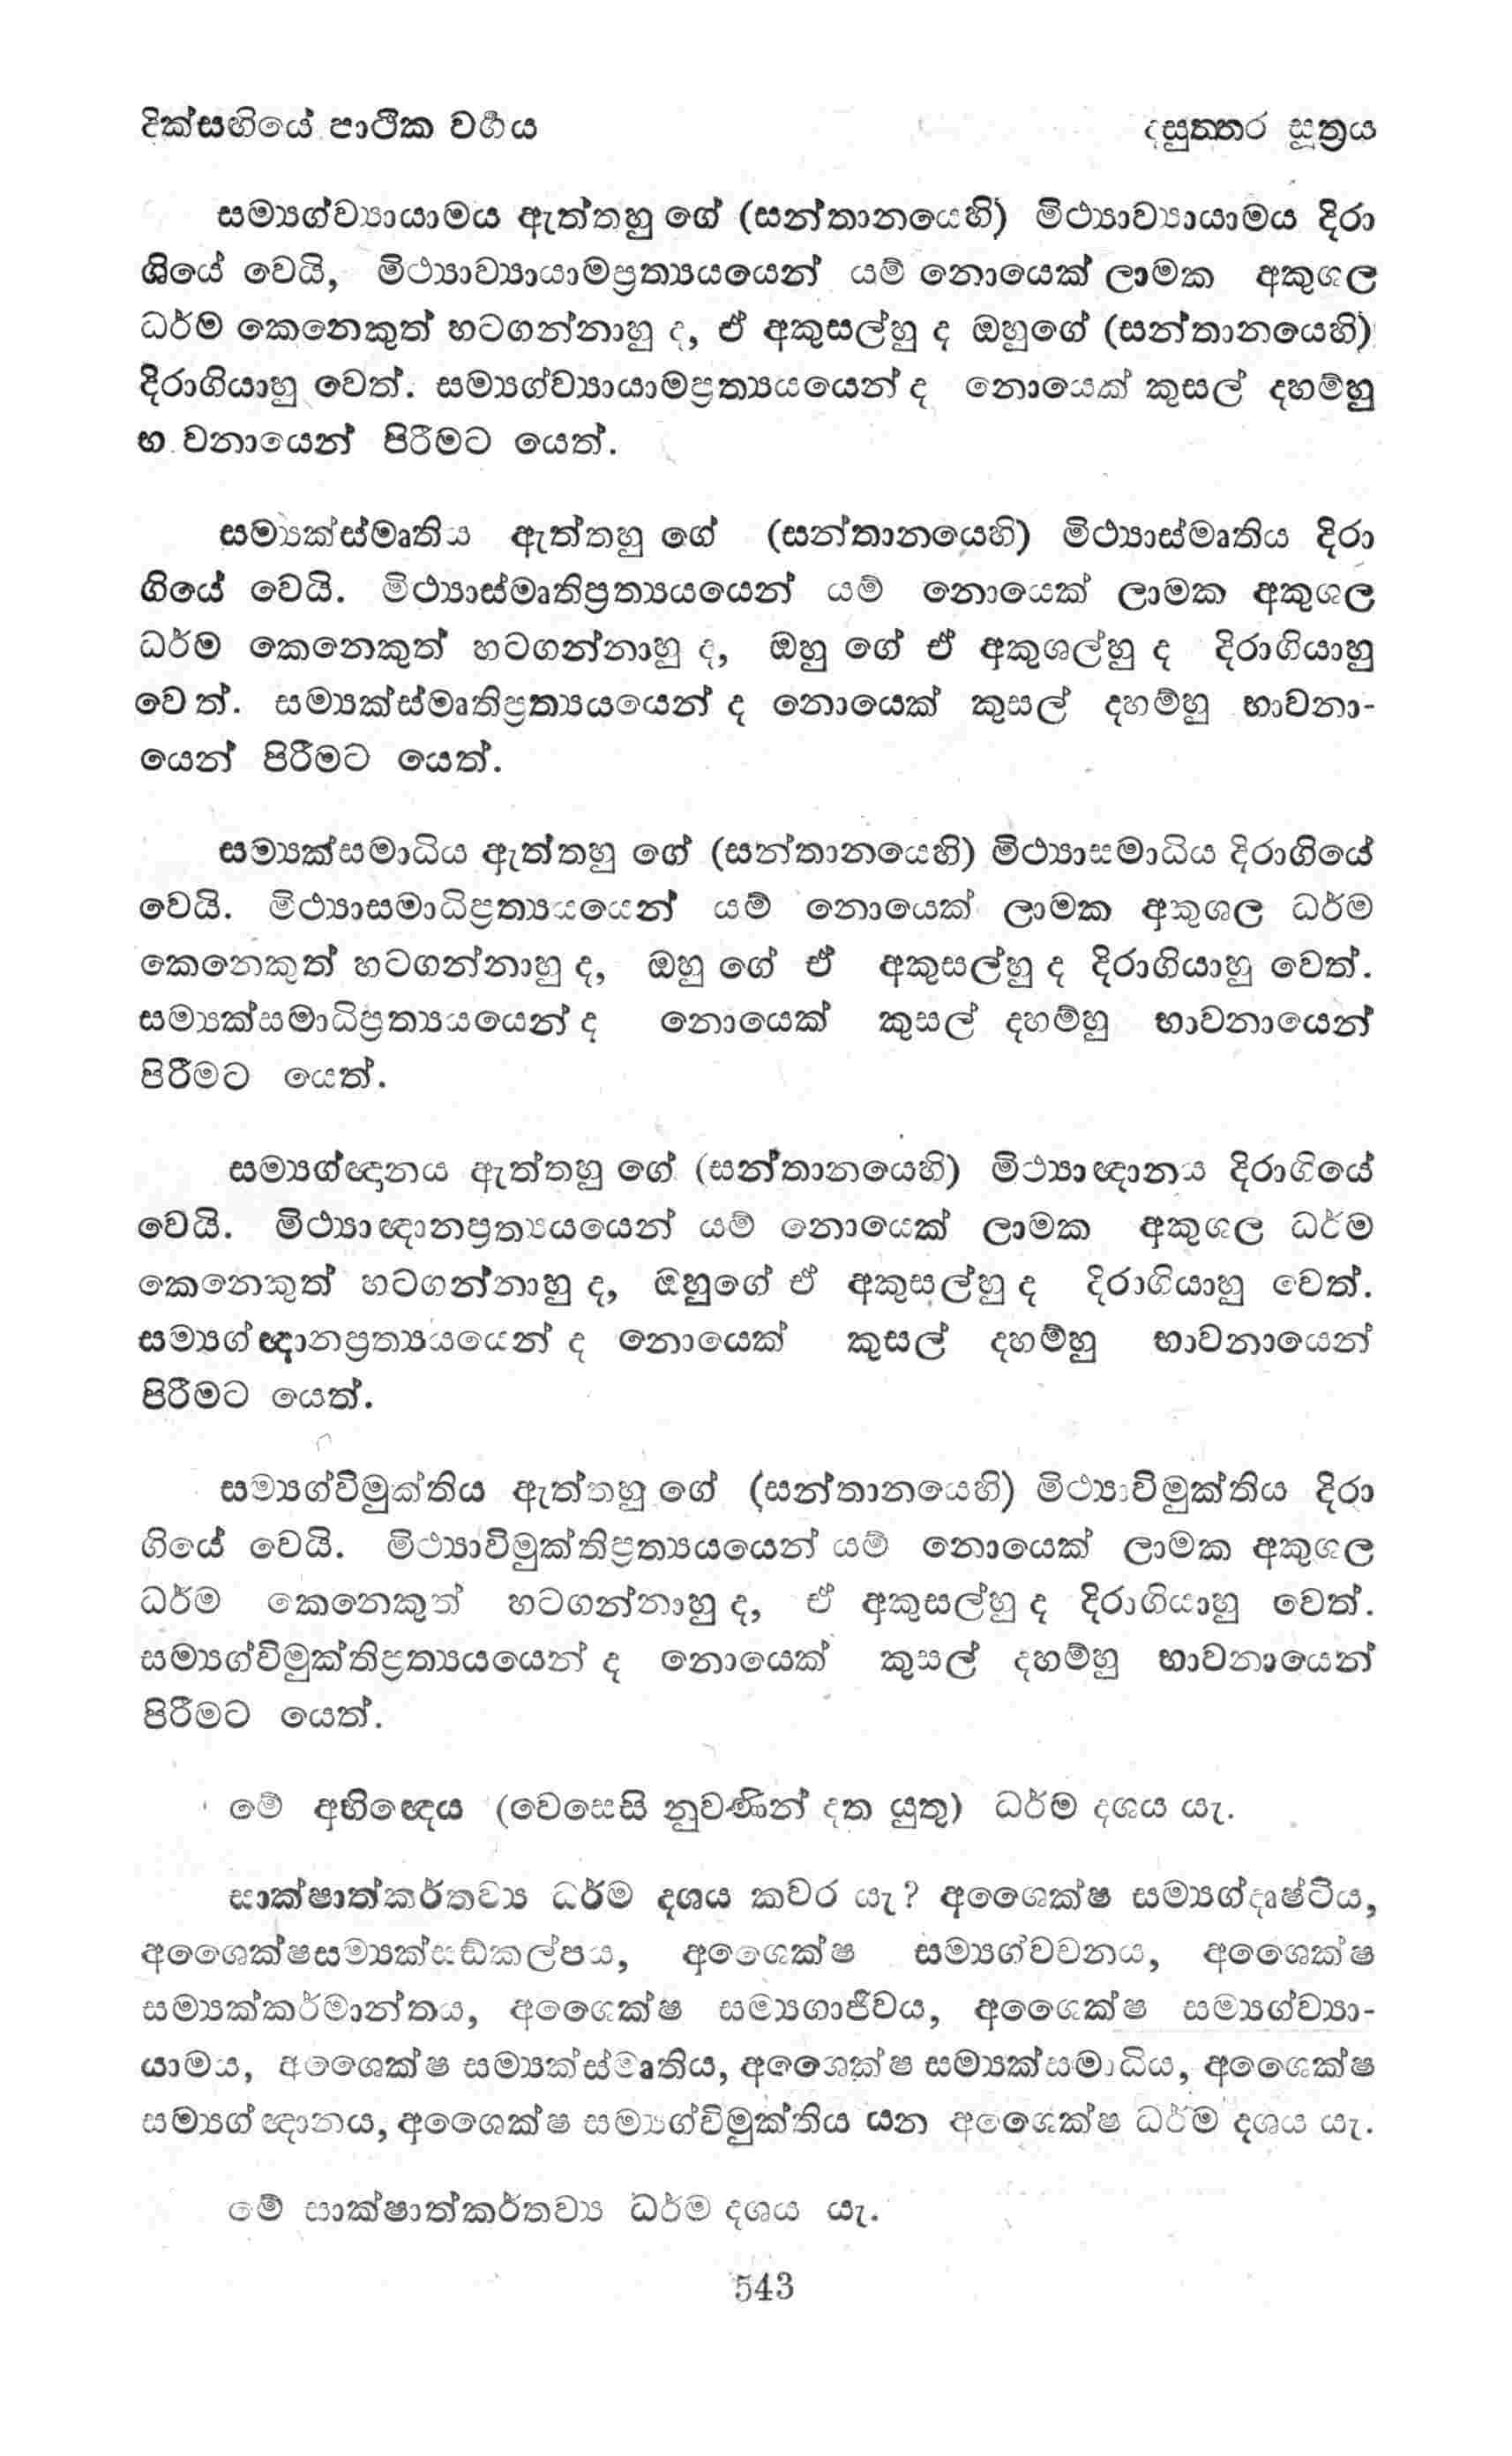 දික්සඟියේ පාථික වර්‍ගය
දසුත්තර සූත්‍රය
සම්‍යග්ව්‍යායාමය ඇත්තහු ගේ (සන්තානයෙහි) මිථ්‍යාව්‍යායාමය දිරා
ගියේ වෙයි, මිථ්‍යාව්‍යායාමප්‍රත්‍යයයෙන් යම් නොයෙක් ලාමක අකුශල
ධර්ම කෙනෙකුත් හටගන්නාහු ද, ඒ අකුසල්හු ද ඔහුගේ (සන්තානයෙහි)
දිරාගියාහු වෙත්. සම්‍යග්ව්‍යායාමප්‍රත්‍යයයෙන් ද නොයෙක් කුසල් දහම්හු
භාවනායෙන් පිරීමට යෙත්.
සම්‍යක්ස්මෘතිය ඇත්තහු ගේ (සන්තානයෙහි) මිථ්‍යාස්මෘතිය දිරා
ගියේ වෙයි. මිථ්‍යාස්මෘතිප්‍රත්‍යයයෙන් යම් නොයෙක් ලාමක අකුශල
ධර්ම කෙනෙකුත් හටගන්නාහු ද, ඔහු ගේ ඒ අකුශල්හු ද දිරාගියාහු
වෙත්. සම්‍යක්ස්මෘතිප්‍රත්‍යයයෙන් ද නොයෙක් කුසල් දහම්හු භාවනා-
යෙන් පිරීමට යෙත්.
සම්‍යක්සමාධිය ඇත්තහු ගේ (සන්තානයෙහි) මිථ්‍යාසමාධිය දිරාගියේ
වෙයි. මිථ්‍යාසමාධිප්‍රත්‍යයයෙන් යම් නොයෙක් ලාමක අකුශල ධර්ම
කෙනෙකුත් හටගන්නාහු ද, ඔහු ගේ ඒ අකුසල්හු ද දිරාගියාහු වෙත්.
සම්‍යක්සමාධිප්‍රත්‍යයයෙන් ද නොයෙක් කුසල් දහම්හු භාවනායෙන්
පිරීමට යෙත්.
සම්‍යග්ඥානය ඇත්තහු ගේ (සන්තානයෙහි) මිථ්‍යාඥානය දිරාගියේ
වෙයි. මිථ්‍යාඥානප්‍රත්‍යයයෙන් යම් නොයෙක් ලාමක අකුශල ධර්ම
කෙනෙකුත් හටගන්නාහු ද, ඔහුගේ ඒ අකුසල්හු ද දිරාගියාහු වෙත්.
සම්‍යග්ඥානප්‍රත්‍යයයෙන් ද නොයෙක් කුසල් දහම්හු භාවනායෙන්
පිරීමට යෙත්.
සම්‍යග්විමුක්තිය ඇත්තහු ගේ (සන්තානයෙහි) මිථ්‍යාවිමුක්තිය දිරා
ගියේ වෙයි. මිථ්‍යාවිමුක්තිප්‍රත්‍යයයෙන් යම් නොයෙක් ලාමක අකුශල
ධර්ම කෙනෙකුත් හටගන්නාහු ද, ඒ අකුසල්හු ද දිරාගියාහු වෙත්.
සම්‍යග්විමුක්තිප්‍රත්‍යයයෙන් ද නොයෙක් කුසල් දහම්හු භාවනායෙන්
පිරීමට යෙත්.
මේ අභිඥෙය (වෙසෙසි නුවණින් දත යුතු) ධර්ම දශය යැ.
සාක්ෂාත්කර්තව්‍ය ධර්ම දශය කවර යැ? අශෛක්ෂ සම්‍යග්දෘෂ්ටිය,
අශෛක්ෂසම්‍යක්සඞ්කල්පය, අශෛක්ෂ සම්‍යග්වචනය, අශෛක්ෂ
සම්‍යක්කර්මාන්තය, අශෛක්ෂ සම්‍යගාජීවය, අශෛක්ෂ සම්‍යග්ව්‍යා-
යාමය, අශෛක්ෂ සම්‍යක්ස්මෘතිය, අශෛක්ෂ සම්‍යක්සමාධිය, අශෛක්ෂ
සම්‍යග්ඥානය, අශෛක්ෂ සම්‍යග්විමුක්තිය යන අශෛක්ෂ ධර්ම දශය යැ.
මේ සාක්ෂාත්කර්තව්‍ය ධර්ම දශය යැ.
543